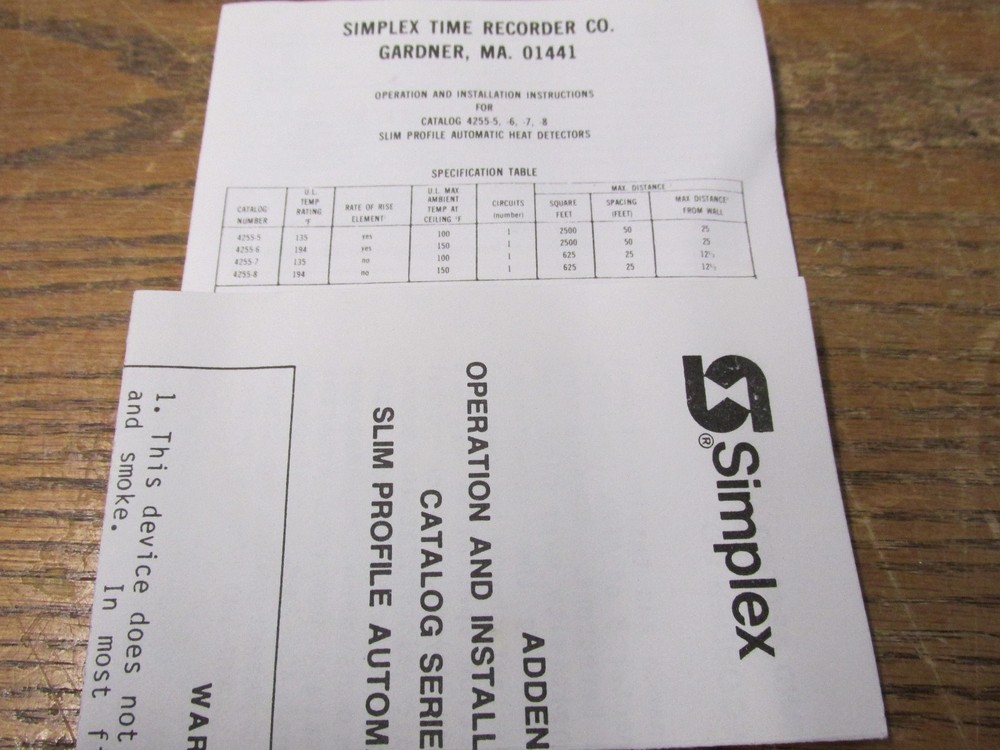 SIMPLEX TIME RECORDER CO.
GARDNER, MA. 01441
OPERATION AND INSTALLATION INSTRUCTIONS
FOR
CATALOG 4255-5, -6, -7, -8
SLIM PROFILE AUTOMATIC HEAT DETECTORS
SPECIFICATION TABLE
CATALOG NUMBER U.L. TEMP RATING °F RATE OF RISE ELEMENT U.L. MAX AMBIENT TEMP AT CEILING °F CIRCUITS (number) MAX. DISTANCE SQUARE FEET SPACING (FEET) MAX DISTANCE FROM WALL
4255-5 135 yes 100 1 2500 50 25
4255-6 194 yes 150 1 2500 50 25
4255-7 135 no 100 1 625 25 12½
4255-8 194 no 150 1 625 25 12½
Simplex®
ADDEN
OPERATION AND INSTALL
CATALOG SERIE
SLIM PROFILE AUTOM
WAR
1. This device does not
and smoke. In most f